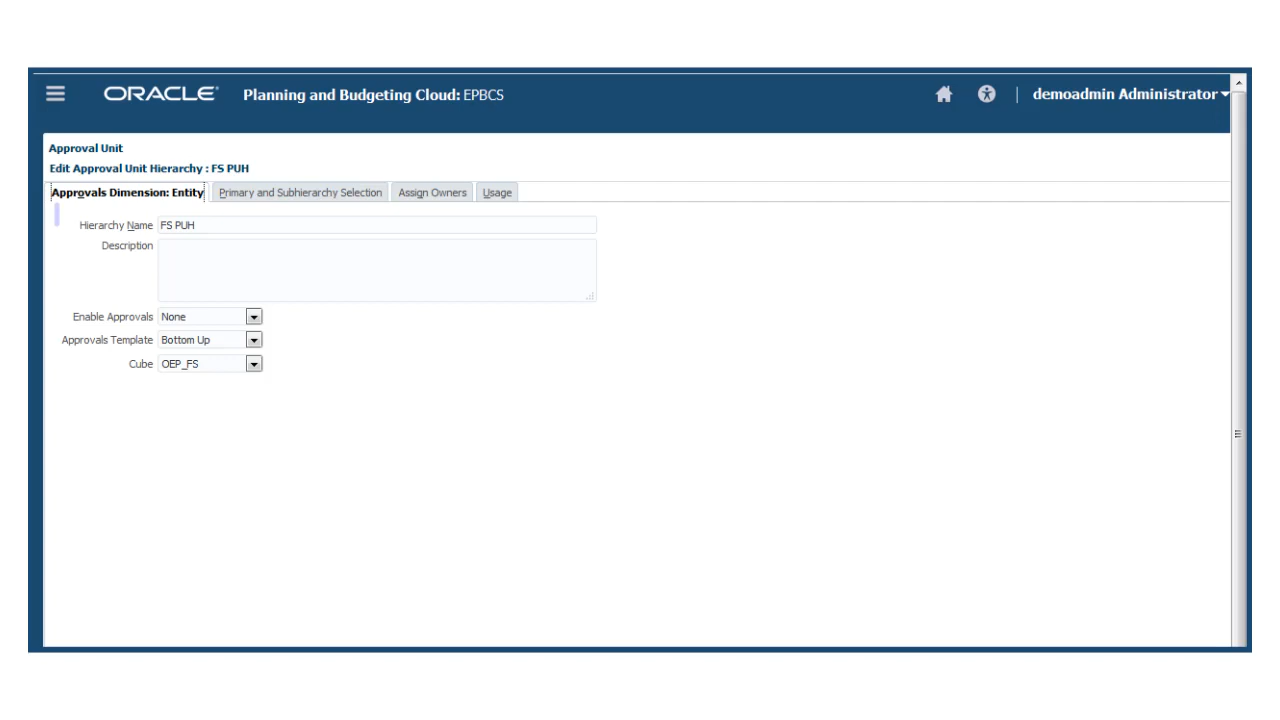 ORACLE Planning and Budgeting Cloud: EPBCS demoadmin Administrator
Approval Unit
Edit Approval Unit Hierarchy : FS PUH
Approvals Dimension: Entity Primary and Subhierarchy Selection Assign Owners Usage
Hierarchy Name FS PUH
Description
Enable Approvals None
Approvals Template Bottom Up
Cube OEP_FS